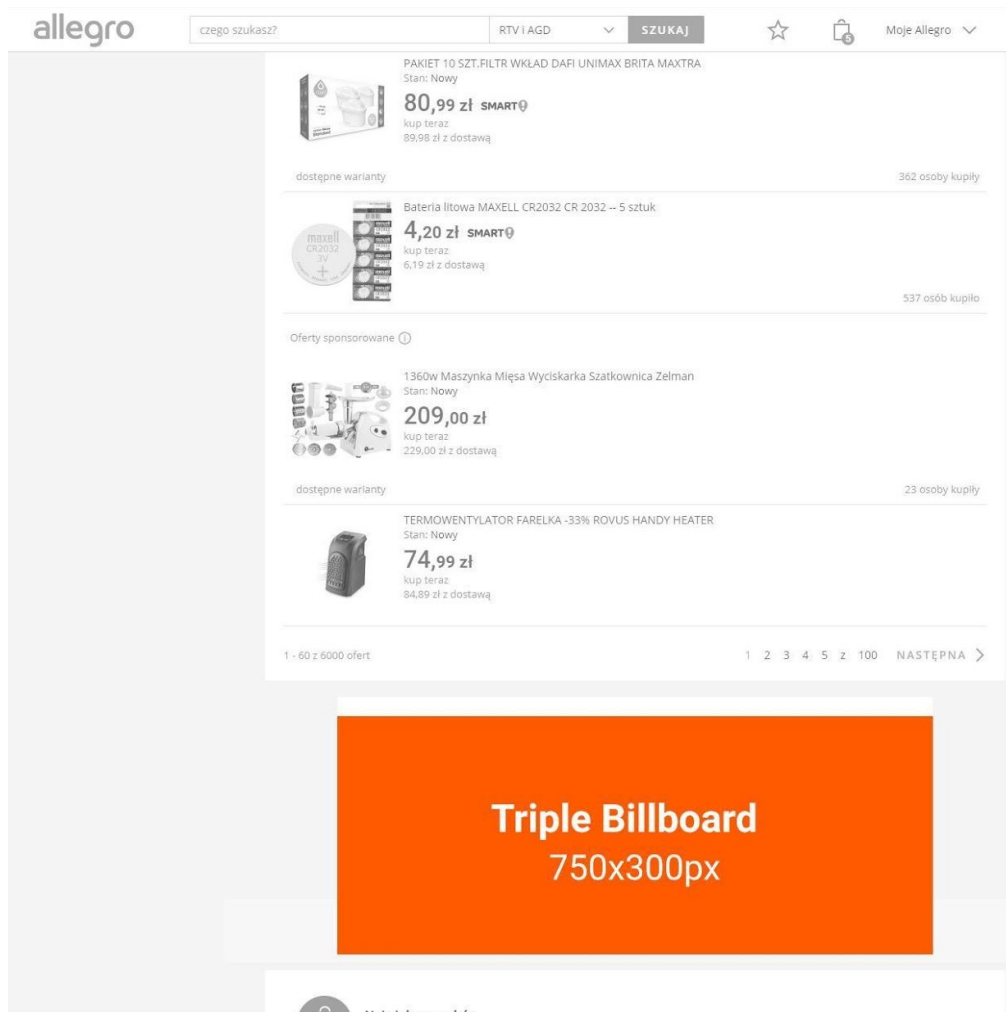 allegro
czego szukasz?
RTV i AGD
SZUKAJ
5
Moje Allegro
PAKIET 10 SZT.FILTR WKŁAD DAFI UNIMAX BRITA MAXTRA
Stan: Nowy
80,99 zł SMART
kup teraz
89,98 zł z dostawą
dostępne warianty
362 osoby kupiły
Bateria litowa MAXELL CR2032 CR 2032 -- 5 sztuk
maxell
CR2032
3V
+
4,20 zł SMART
kup teraz
6,19 zł z dostawą
537 osób kupiło
Oferty sponsorowane
1360w Maszynka Mięsa Wyciskarka Szatkownica Zelman
Stan: Nowy
209,00 zł
kup teraz
229,00 zł z dostawą
dostępne warianty
23 osoby kupiły
TERMOWENTYLATOR FARELKA -33% ROVUS HANDY HEATER
Stan: Nowy
74,99 zł
kup teraz
84,89 zł z dostawą
1 - 60 z 6000 ofert
1 2 3 4 5 z 100 NASTĘPNA
Triple Billboard
750x300px